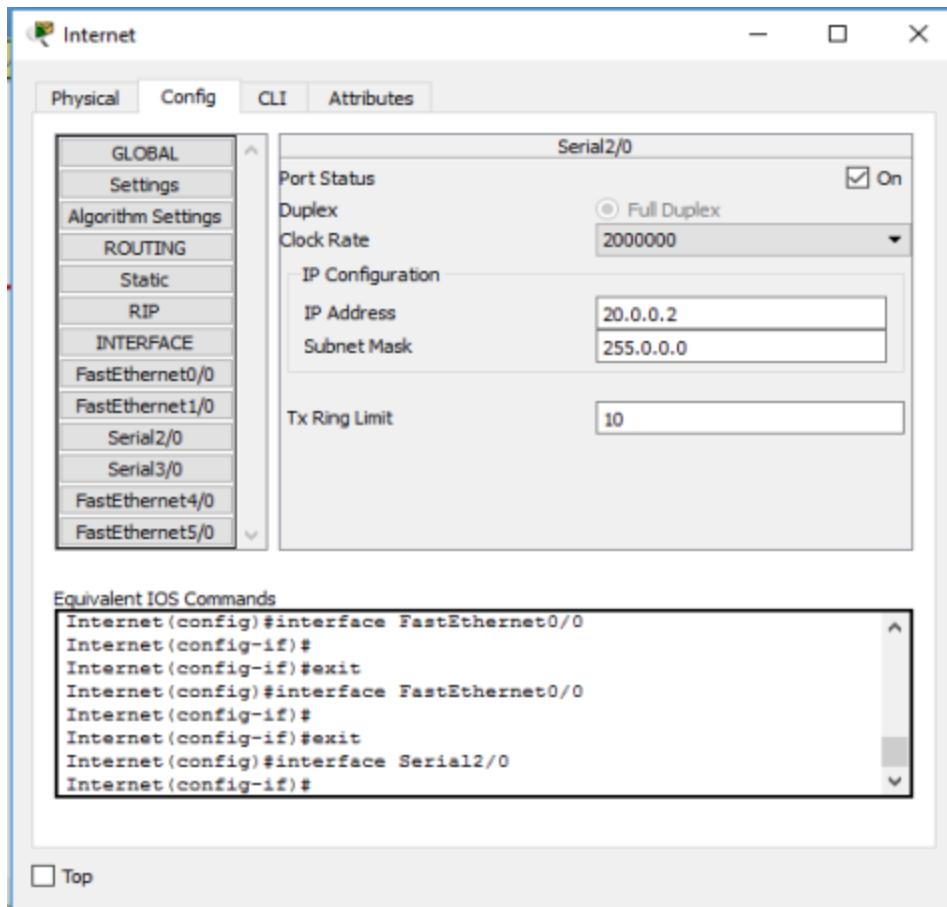 Internet
Physical Config CLI Attributes
GLOBAL
Settings
Algorithm Settings
ROUTING
Static
RIP
INTERFACE
FastEthernet0/0
FastEthernet1/0
Serial2/0
Serial3/0
FastEthernet4/0
FastEthernet5/0
Serial2/0
Port Status On
Duplex Full Duplex
Clock Rate 2000000
IP Configuration
IP Address 20.0.0.2
Subnet Mask 255.0.0.0
Tx Ring Limit 10
Equivalent IOS Commands
Internet(config)#interface FastEthernet0/0
Internet(config-if)#
Internet(config-if)#exit
Internet(config)#interface FastEthernet0/0
Internet(config-if)#
Internet(config-if)#exit
Internet(config)#interface Serial2/0
Internet(config-if)#
Top